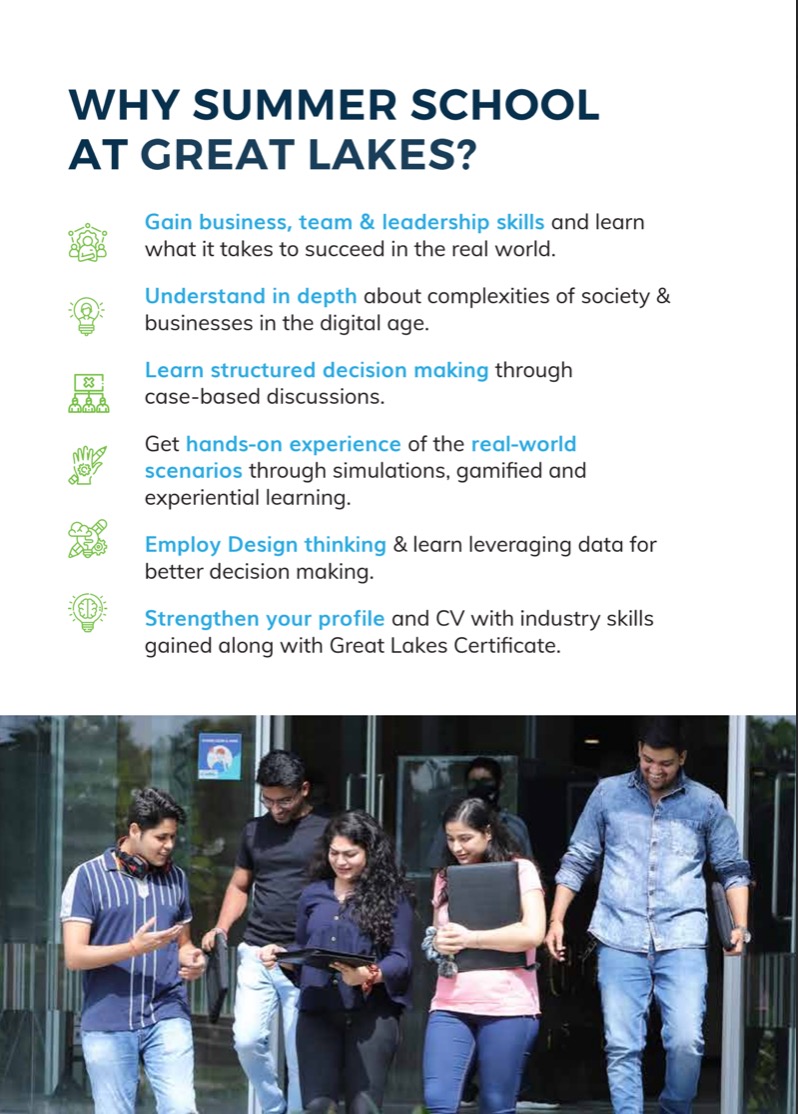 WHY SUMMER SCHOOL
AT GREAT LAKES?
Gain business, team & leadership skills and learn
what it takes to succeed in the real world.
Understand in depth about complexities of society &
businesses in the digital age.
Learn structured decision making through
case-based discussions.
Get hands-on experience of the real-world
scenarios through simulations, gamified and
experiential learning.
Employ Design thinking & learn leveraging data for
better decision making.
Strengthen your profile and CV with industry skills
gained along with Great Lakes Certificate.